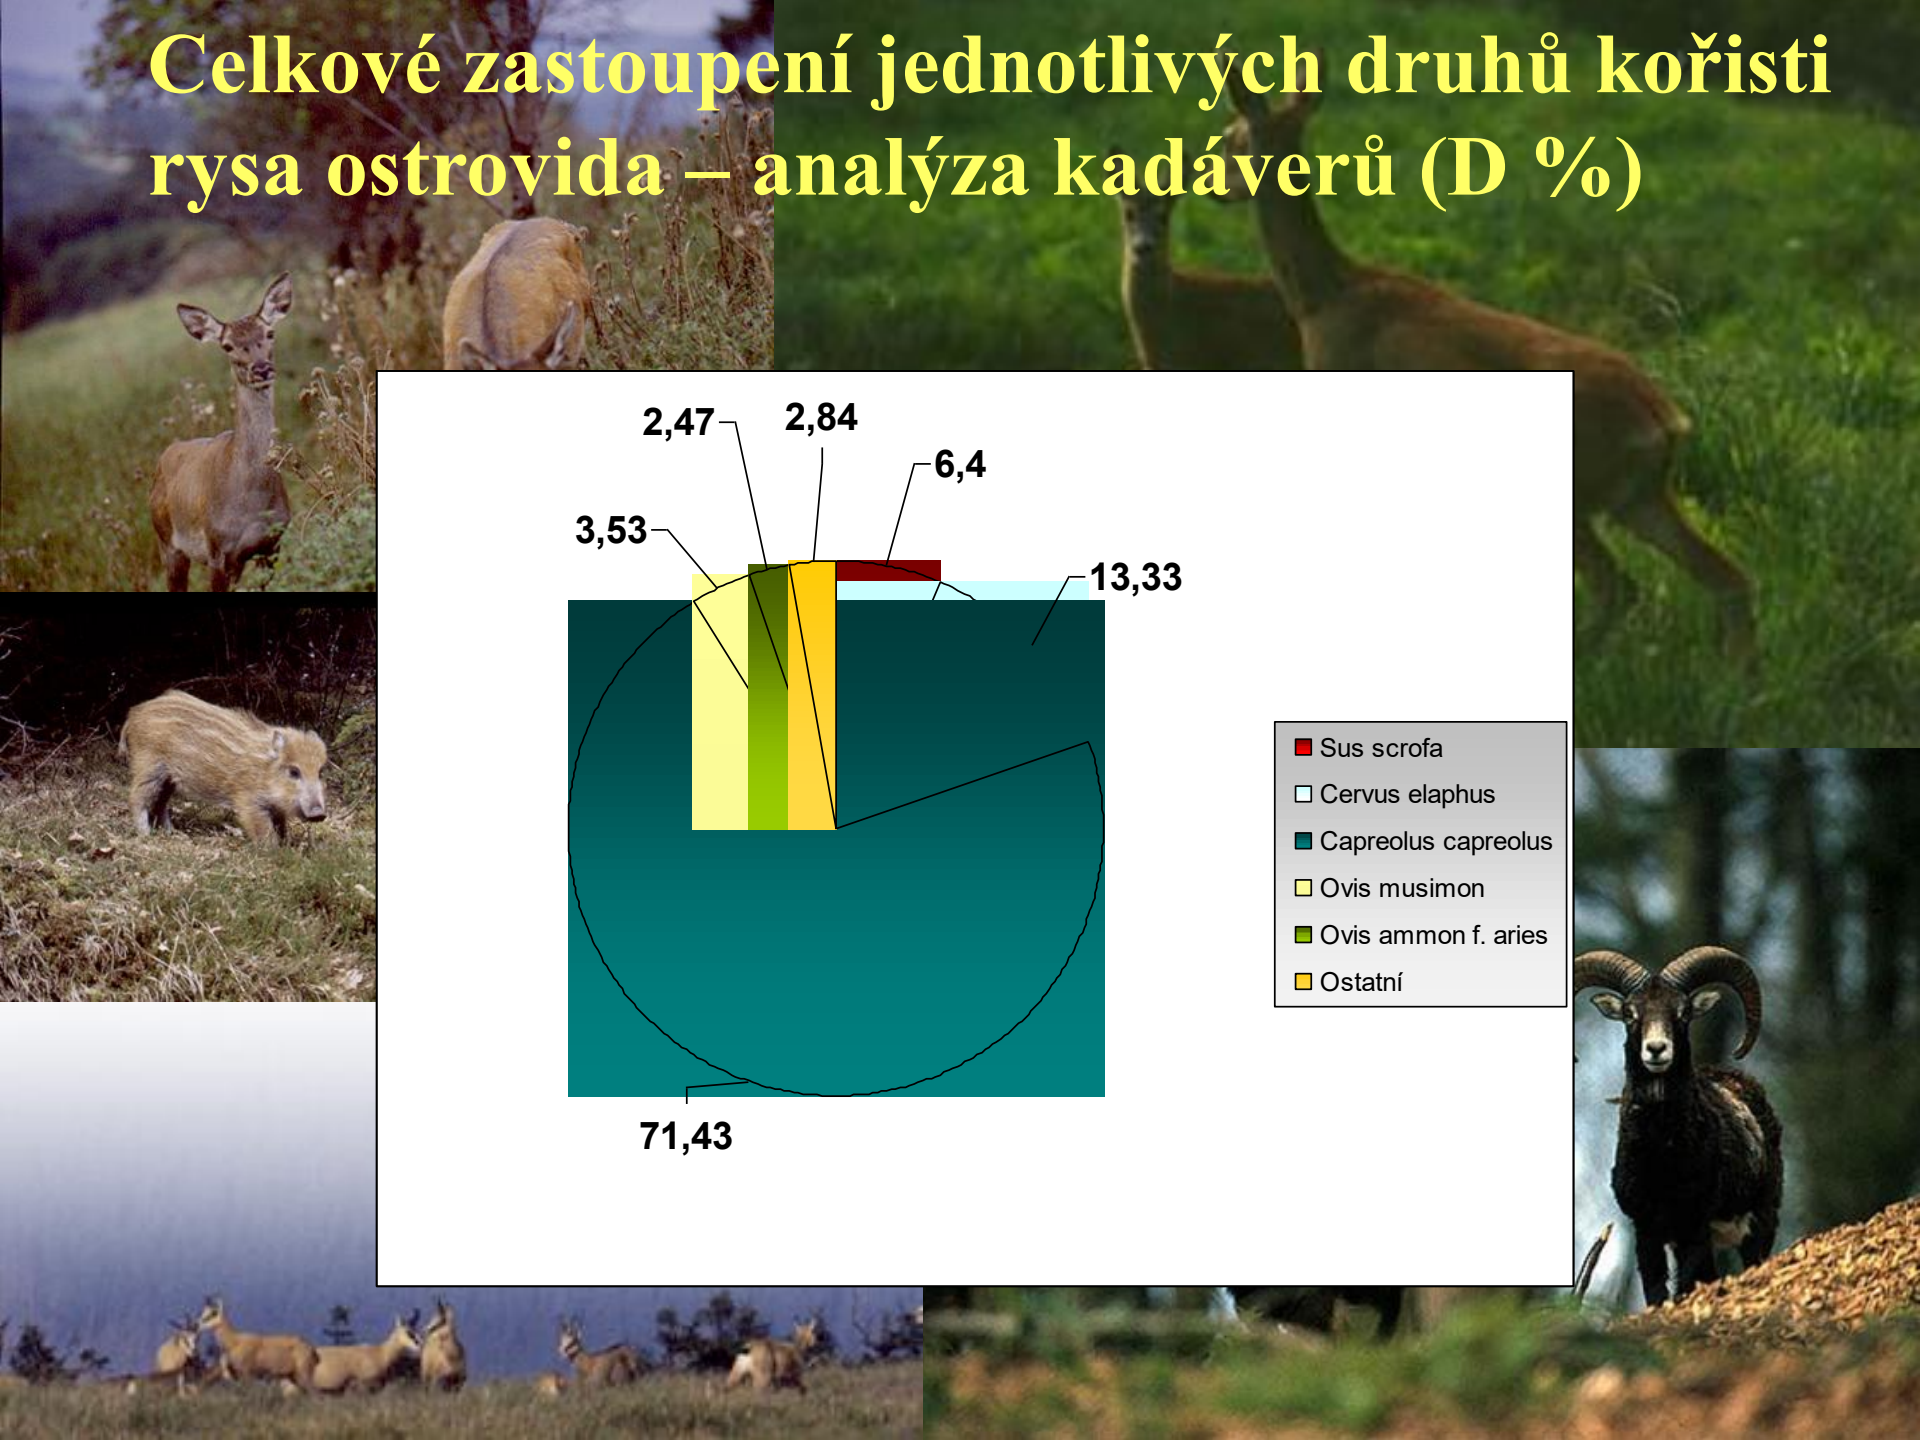 Celkové zastoupení jednotlivých druhů kořisti
rysa ostrovida – analýza kadáverů (D %)
2,47
2,84
6,4
3,53
13,33
71,43
Sus scrofa
Cervus elaphus
Capreolus capreolus
Ovis musimon
Ovis ammon f. aries
Ostatní